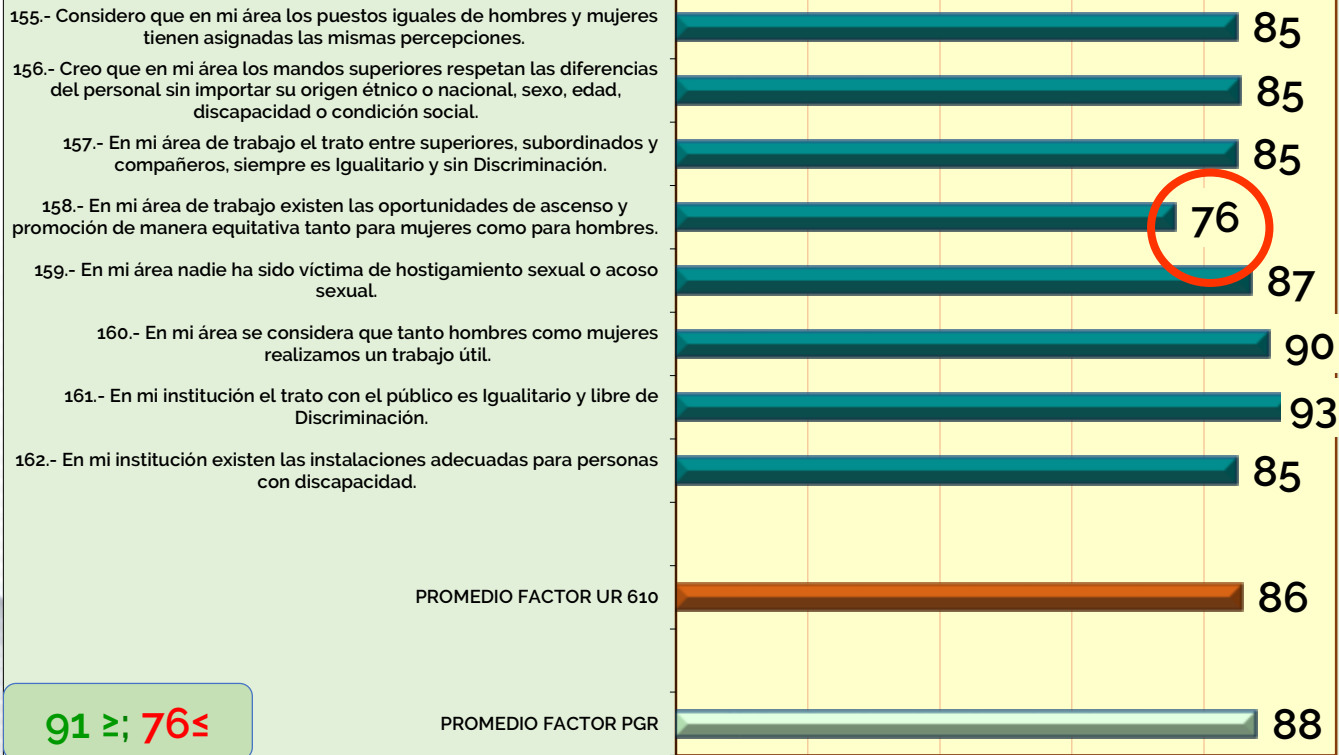 155.- Considero que en mi área los puestos iguales de hombres y mujeres
tienen asignadas las mismas percepciones.
85
156.- Creo que en mi área los mandos superiores respetan las diferencias
del personal sin importar su origen étnico o nacional, sexo, edad,
discapacidad o condición social.
85
157.- En mi área de trabajo el trato entre superiores, subordinados y
compañeros, siempre es Igualitario y sin Discriminación.
85
158.- En mi área de trabajo existen las oportunidades de ascenso y
promoción de manera equitativa tanto para mujeres como para hombres.
76
159.- En mi área nadie ha sido víctima de hostigamiento sexual o acoso
sexual.
87
160.- En mi área se considera que tanto hombres como mujeres
realizamos un trabajo útil.
90
161.- En mi institución el trato con el público es Igualitario y libre de
Discriminación.
93
162.- En mi institución existen las instalaciones adecuadas para personas
con discapacidad.
85
PROMEDIO FACTOR UR 610
86
91 ≥; 76≤
PROMEDIO FACTOR PGR
88